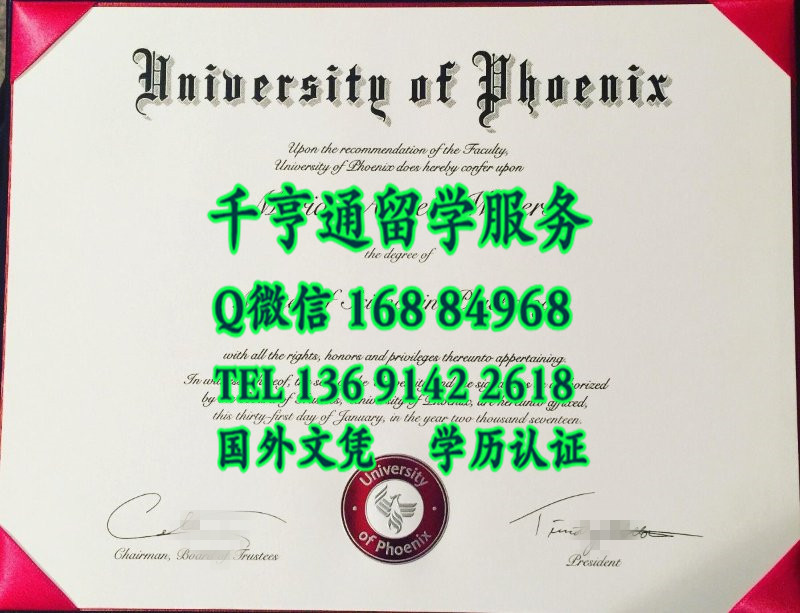 University of Phoenix
Upon the recommendation of the Faculty,
University of Phoenix does hereby confer upon
千亨通留学服务
the degree of
Q微信 168 84968
with all the rights, honors and privileges thereunto appertaining.
TEL 136 9142 2618
this thirty-first day of January, in the year two thousand seventeen.
国外文凭 学历认证
University
of Phoenix
Chairman, Board of Trustees
President